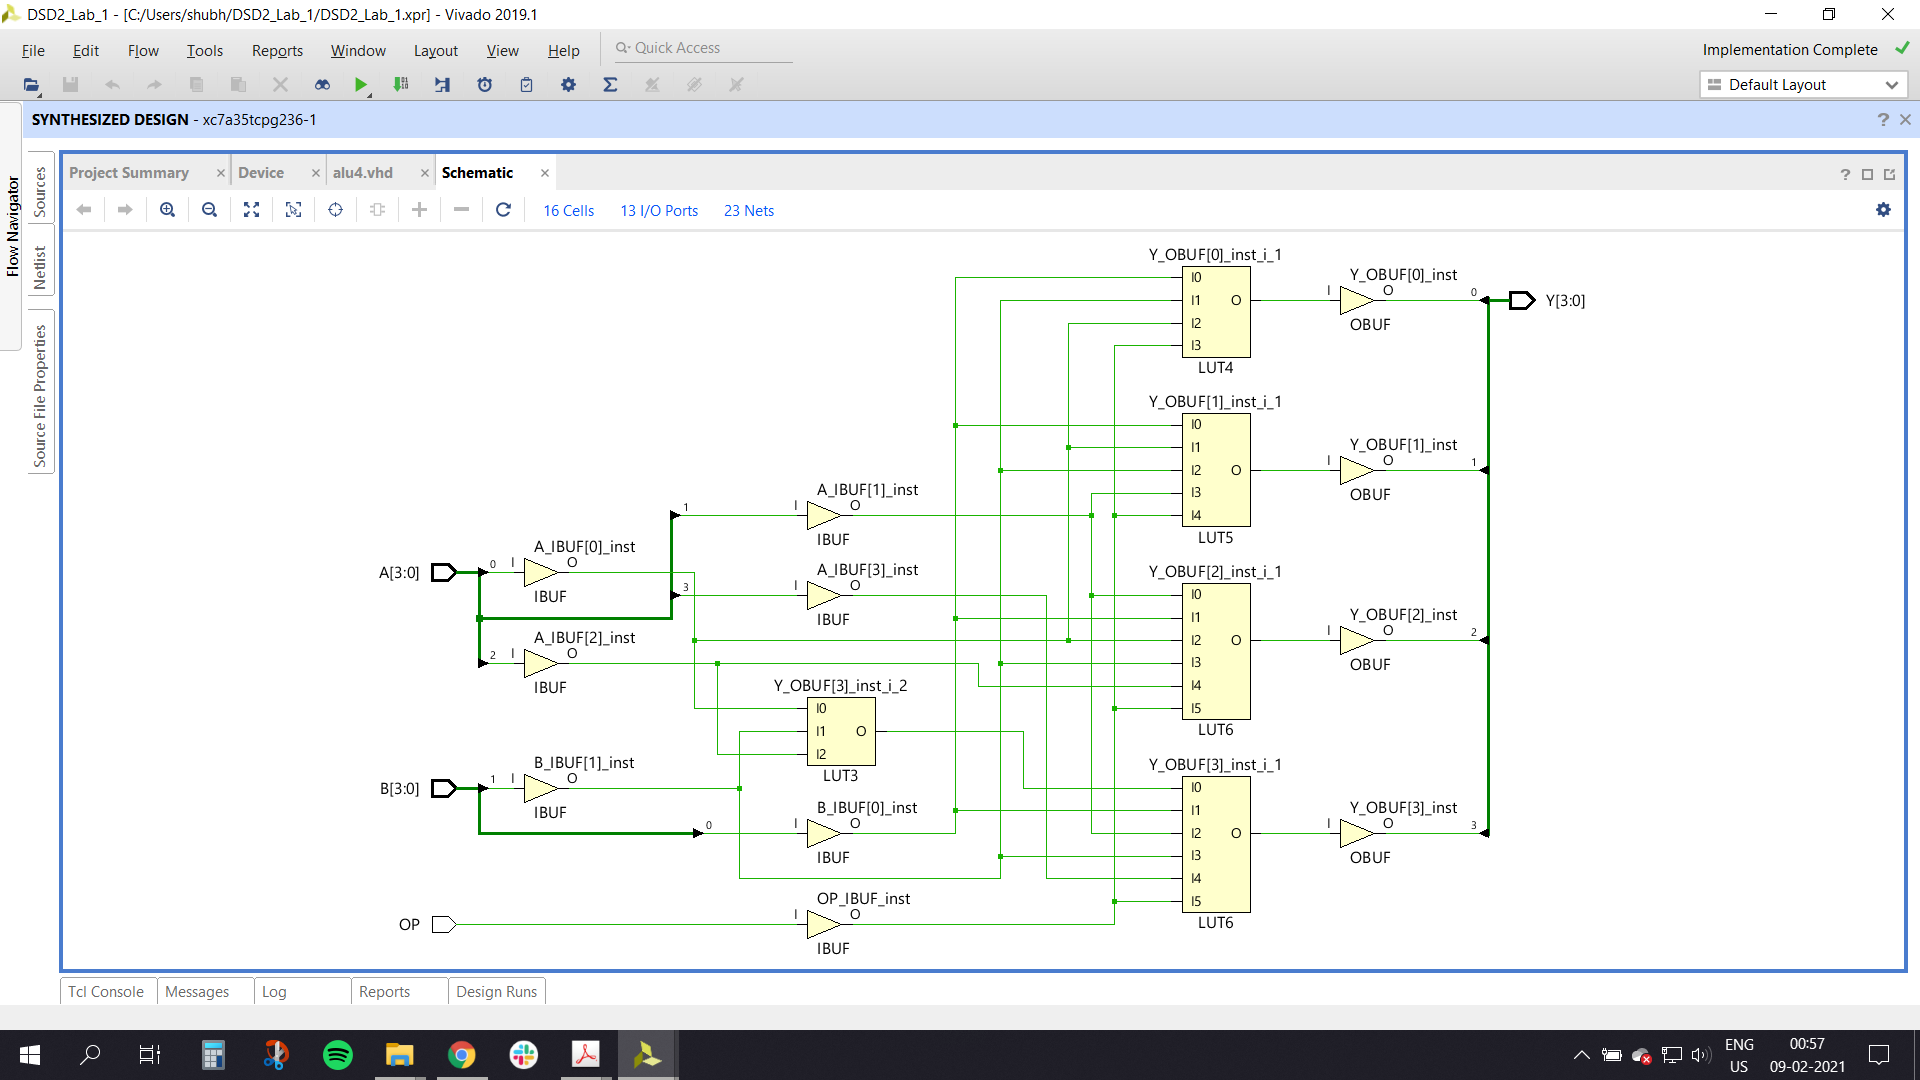 DSD2_Lab_1 - [C:/Users/shubh/DSD2_Lab_1/DSD2_Lab_1.xpr] - Vivado 2019.1
File Edit Flow Tools Reports Window Layout View Help Quick Access
Implementation Complete
Default Layout
SYNTHESIZED DESIGN - xc7a35tcpg236-1
Flow Navigator
Sources
Netlist
Source File Properties
Project Summary Device alu4.vhd Schematic
16 Cells 13 I/O Ports 23 Nets
Y_OBUF[0]_inst_i_1
I0
I1 O
I2
I3
LUT4
Y_OBUF[0]_inst
I O
OBUF
0
Y[3:0]
Y_OBUF[1]_inst_i_1
I0
I1
I2 O
I3
I4
LUT5
Y_OBUF[1]_inst
I O
OBUF
1
A_IBUF[1]_inst
1 I O
IBUF
A_IBUF[0]_inst
A[3:0] 0 I O
IBUF
A_IBUF[3]_inst
3 I O
IBUF
Y_OBUF[2]_inst_i_1
I0
I1
I2 O
I3
I4
I5
LUT6
Y_OBUF[2]_inst
I O
OBUF
2
A_IBUF[2]_inst
2 I O
IBUF
Y_OBUF[3]_inst_i_2
I0
I1 O
I2
LUT3
B_IBUF[1]_inst
B[3:0] 1 I O
IBUF
B_IBUF[0]_inst
0 I O
IBUF
Y_OBUF[3]_inst_i_1
I0
I1
I2 O
I3
I4
I5
LUT6
Y_OBUF[3]_inst
I O
OBUF
3
OP_IBUF_inst
OP I O
IBUF
Tcl Console Messages Log Reports Design Runs
ENG
US
00:57
09-02-2021